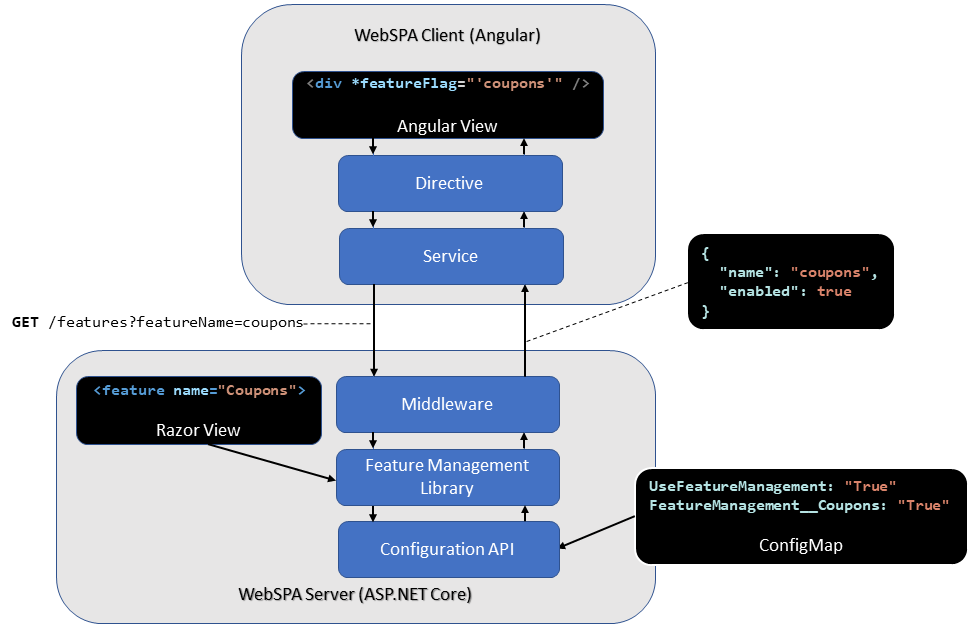 WebSPA Client (Angular)
<div *featureFlag="'coupons'" />
Angular View
Directive
Service
{
"name": "coupons",
"enabled": true
}
GET /features?featureName=coupons
<feature name="Coupons">
Razor View
Middleware
Feature Management
Library
Configuration API
UseFeatureManagement: "True"
FeatureManagement__Coupons: "True"
ConfigMap
WebSPA Server (ASP.NET Core)